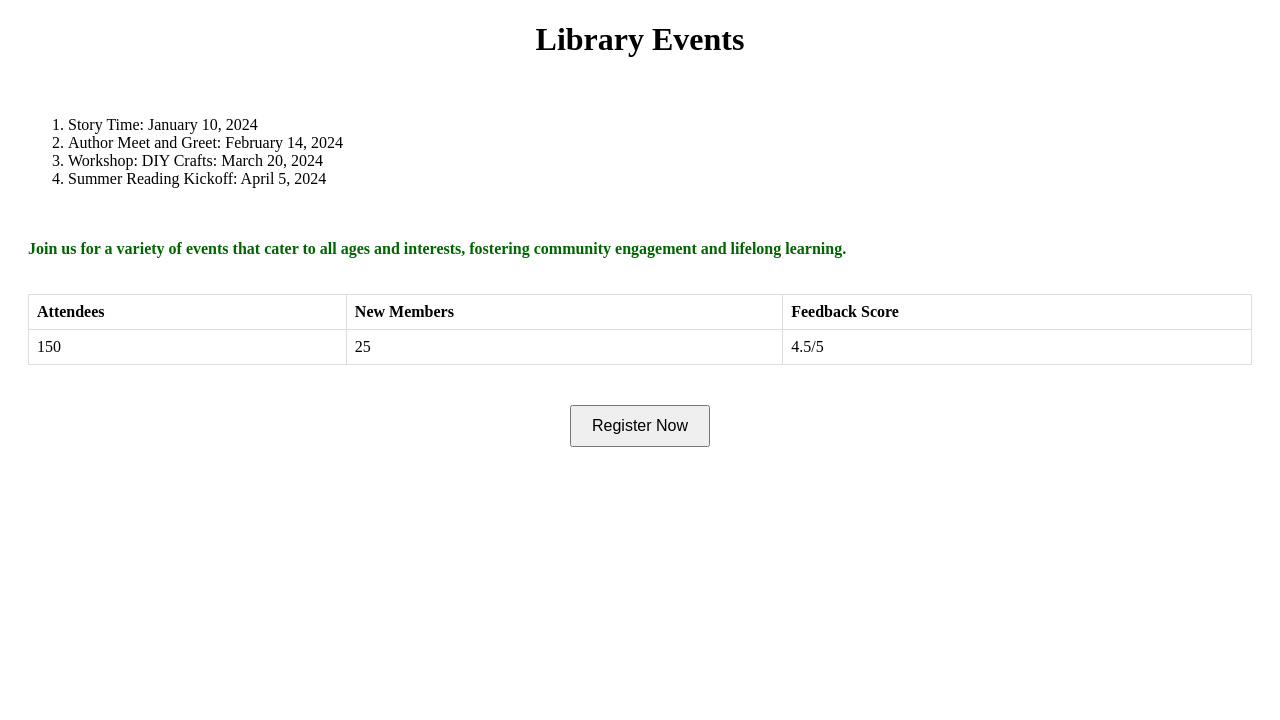 Library Events
1. Story Time: January 10, 2024
2. Author Meet and Greet: February 14, 2024
3. Workshop: DIY Crafts: March 20, 2024
4. Summer Reading Kickoff: April 5, 2024
Join us for a variety of events that cater to all ages and interests, fostering community engagement and lifelong learning.
Attendees New Members Feedback Score
150 25 4.5/5
Register Now